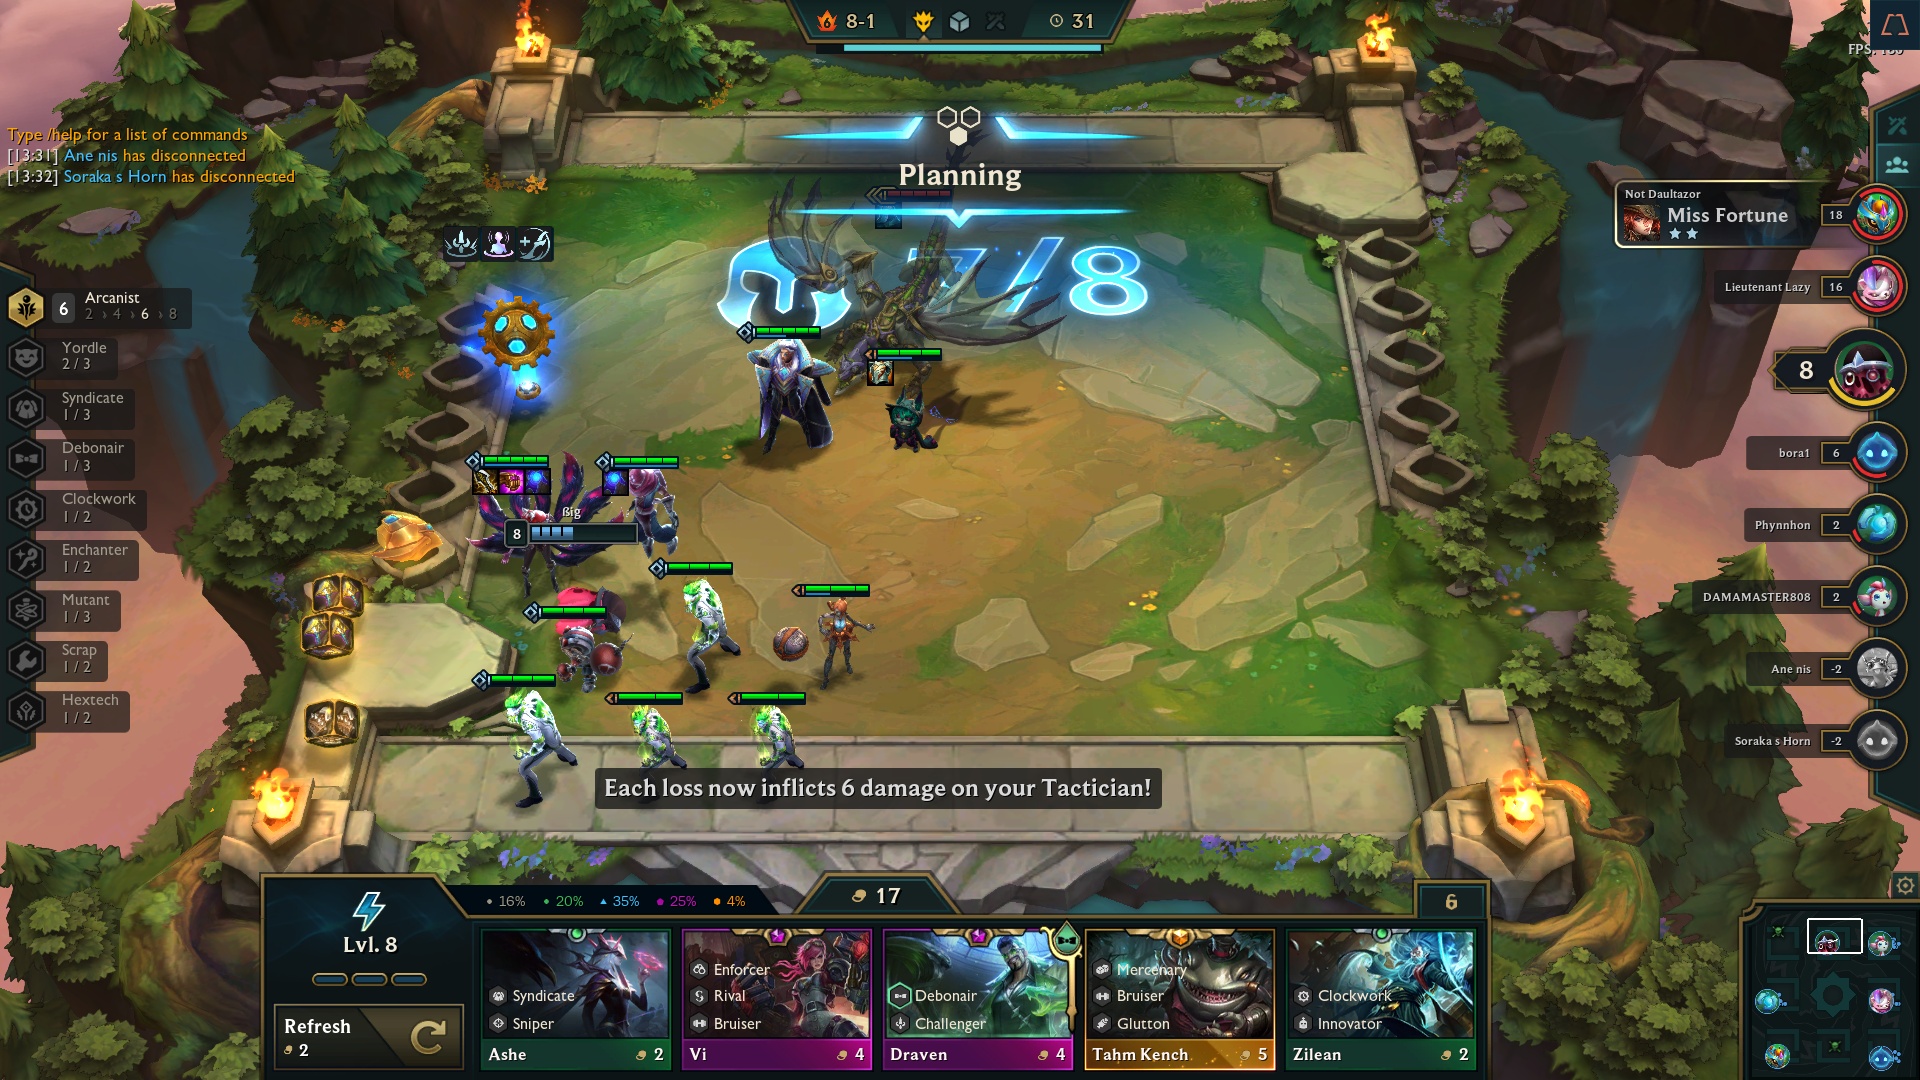 8-1
31
FPS: 
Type /help for a list of commands
[13:31] Ane nis has disconnected
[13:32] Soraka s Horn has disconnected
Planning
7/8
Not Daultazor
Miss Fortune
18
Lieutenant Lazy
16
8
bora1
6
Phynnhon
2
DAMAMASTER808
2
Ane nis
-2
Soraka s Horn
-2
6
Arcanist
2 › 4 › 6 › 8
Yordle
2 / 3
Syndicate
1 / 3
Debonair
1 / 3
Clockwork
1 / 2
Enchanter
1 / 2
Mutant
1 / 3
Scrap
1 / 2
Hextech
1 / 2
8
Each loss now inflicts 6 damage on your Tactician!
16%
20%
35%
25%
4%
17
6
Lvl. 8
Refresh
2
Syndicate
Sniper
Ashe
2
Enforcer
Rival
Bruiser
Vi
4
Debonair
Challenger
Draven
4
Mercenary
Bruiser
Glutton
Tahm Kench
5
Clockwork
Innovator
Zilean
2